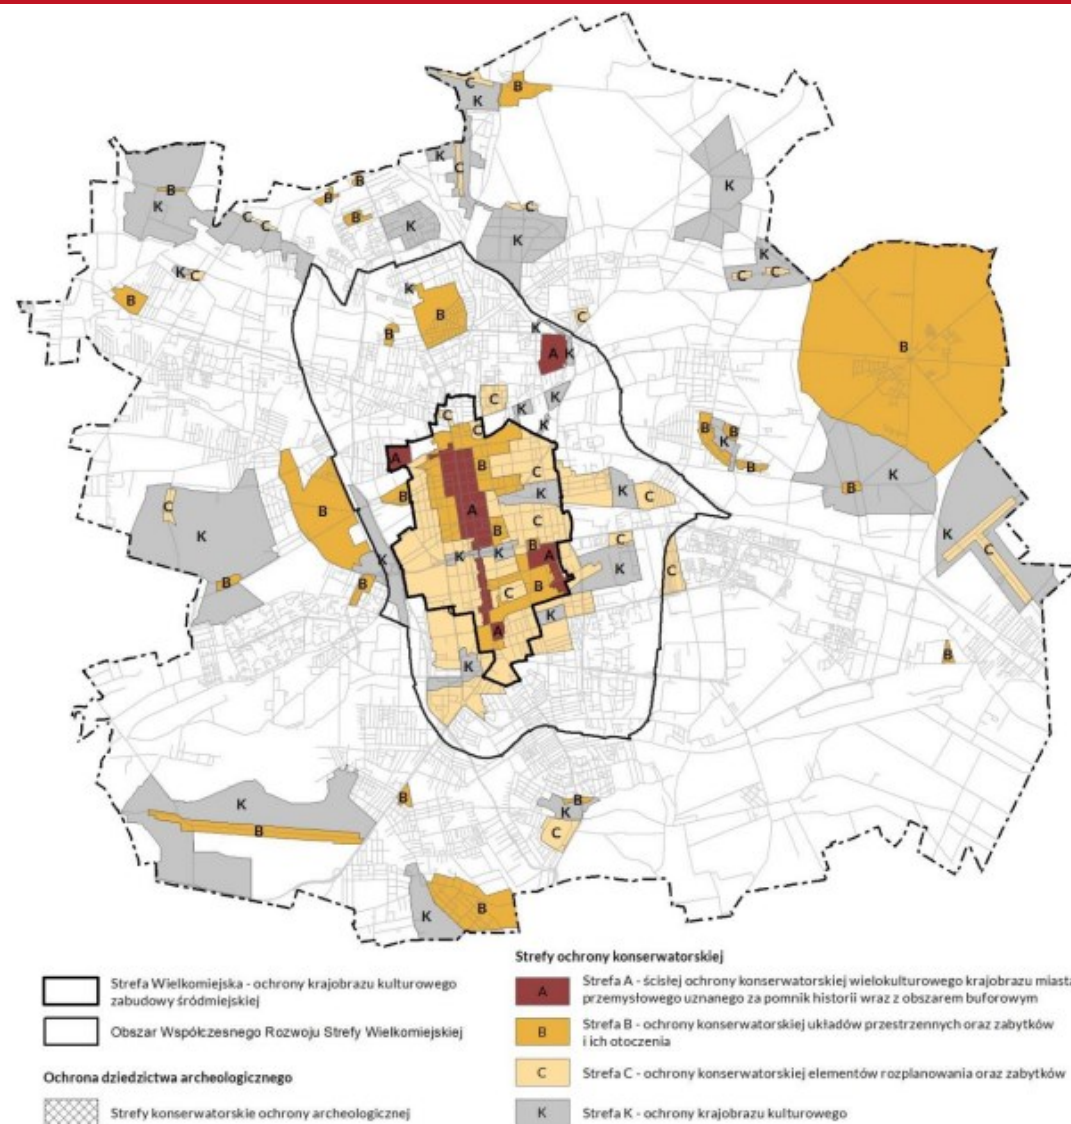 C
B
K
K
C
K
B
B
K
B
B
C
C
K
C
K
K
K
C
C
K
C
B
K
B
C
B
K
B
A
K
C
K
K
C
C
K
B
B
K
A
B
C
B
K
B
K
C
K
K
C
B
B
C
A
B
C
K
K
B
K
K
A
C
K
C
K
K
C
B
B
B
C
K
A
B
K
K
B
B
K
B
C
K
B
Strefa Wielkomiejska - ochrony krajobrazu kulturowego
zabudowy śródmiejskiej
Obszar Współczesnego Rozwoju Strefy Wielkomiejskiej
Ochrona dziedzictwa archeologicznego
Strefy konserwatorskie ochrony archeologicznej
Strefy ochrony konserwatorskiej
A
Strefa A - ścisłej ochrony konserwatorskiej wielokulturowego krajobrazu miasta
przemysłowego uznanego za pomnik historii wraz z obszarem buforowym
B
Strefa B - ochrony konserwatorskiej układów przestrzennych oraz zabytków
i ich otoczenia
C
Strefa C - ochrony konserwatorskiej elementów rozplanowania oraz zabytków
K
Strefa K - ochrony krajobrazu kulturowego